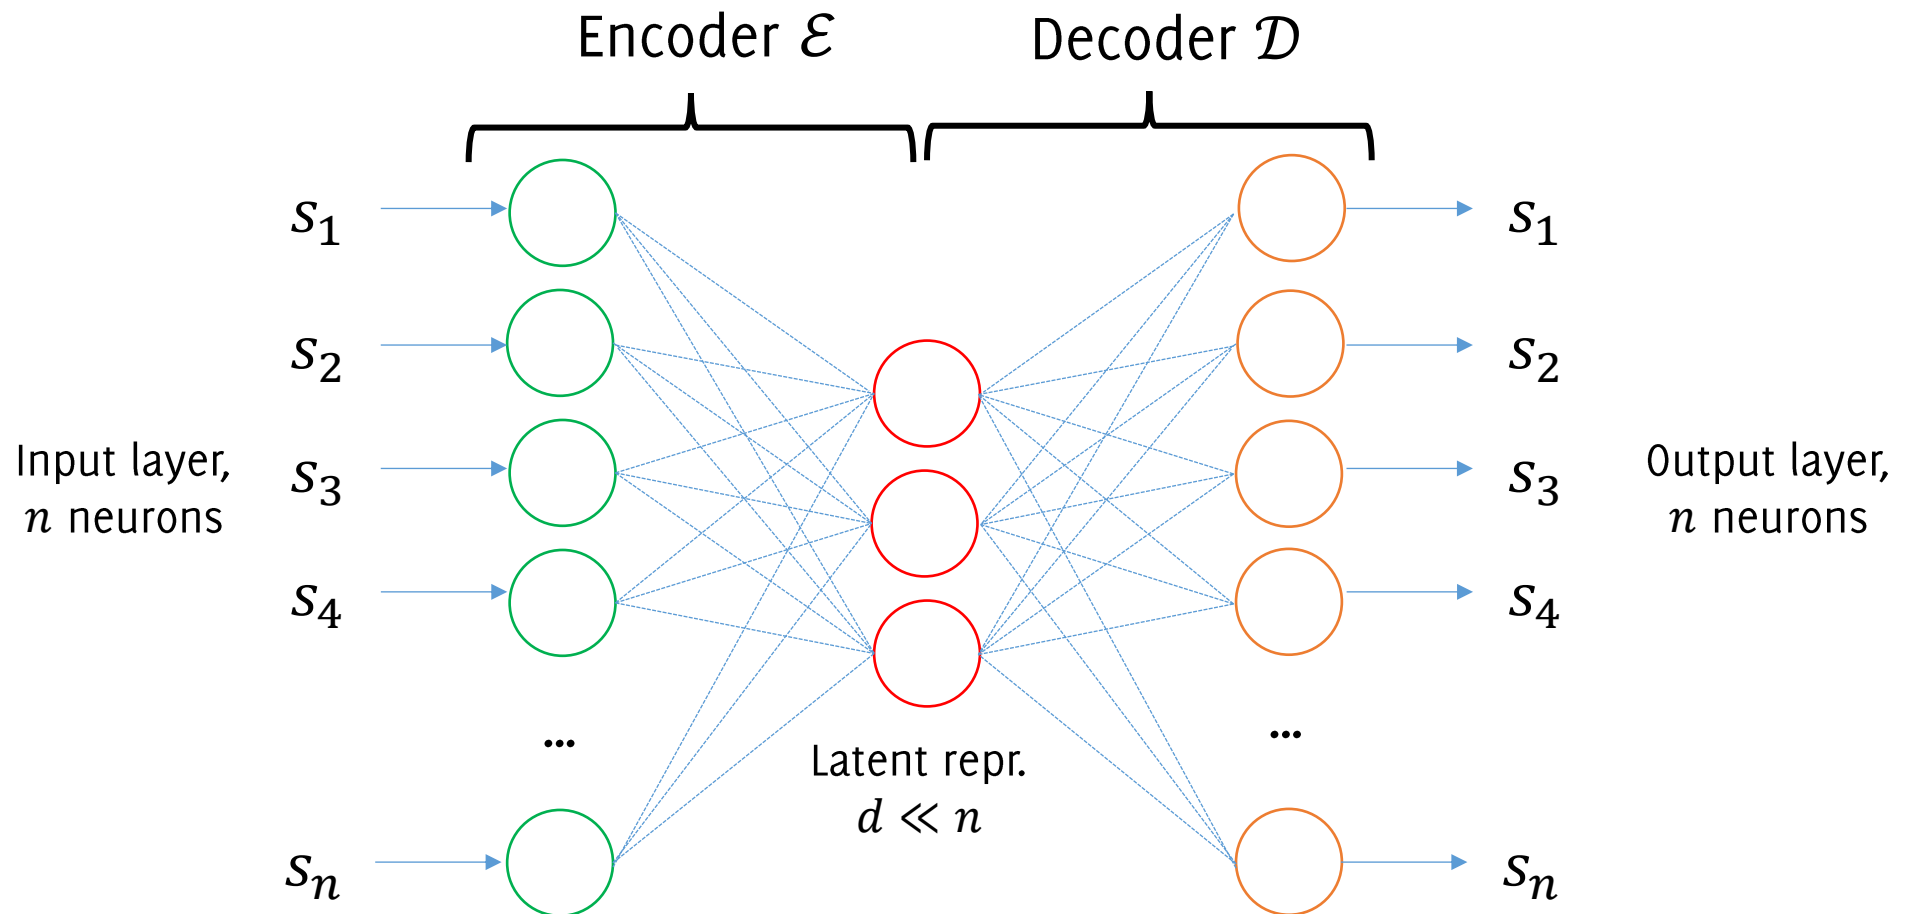 Encoder ℰ
Decoder 𝒟
s₁
s₁
s₂
s₂
Input layer,
n neurons
s₃
s₃
Output layer,
n neurons
s₄
s₄
...
...
Latent repr.
d ≪ n
sₙ
sₙ